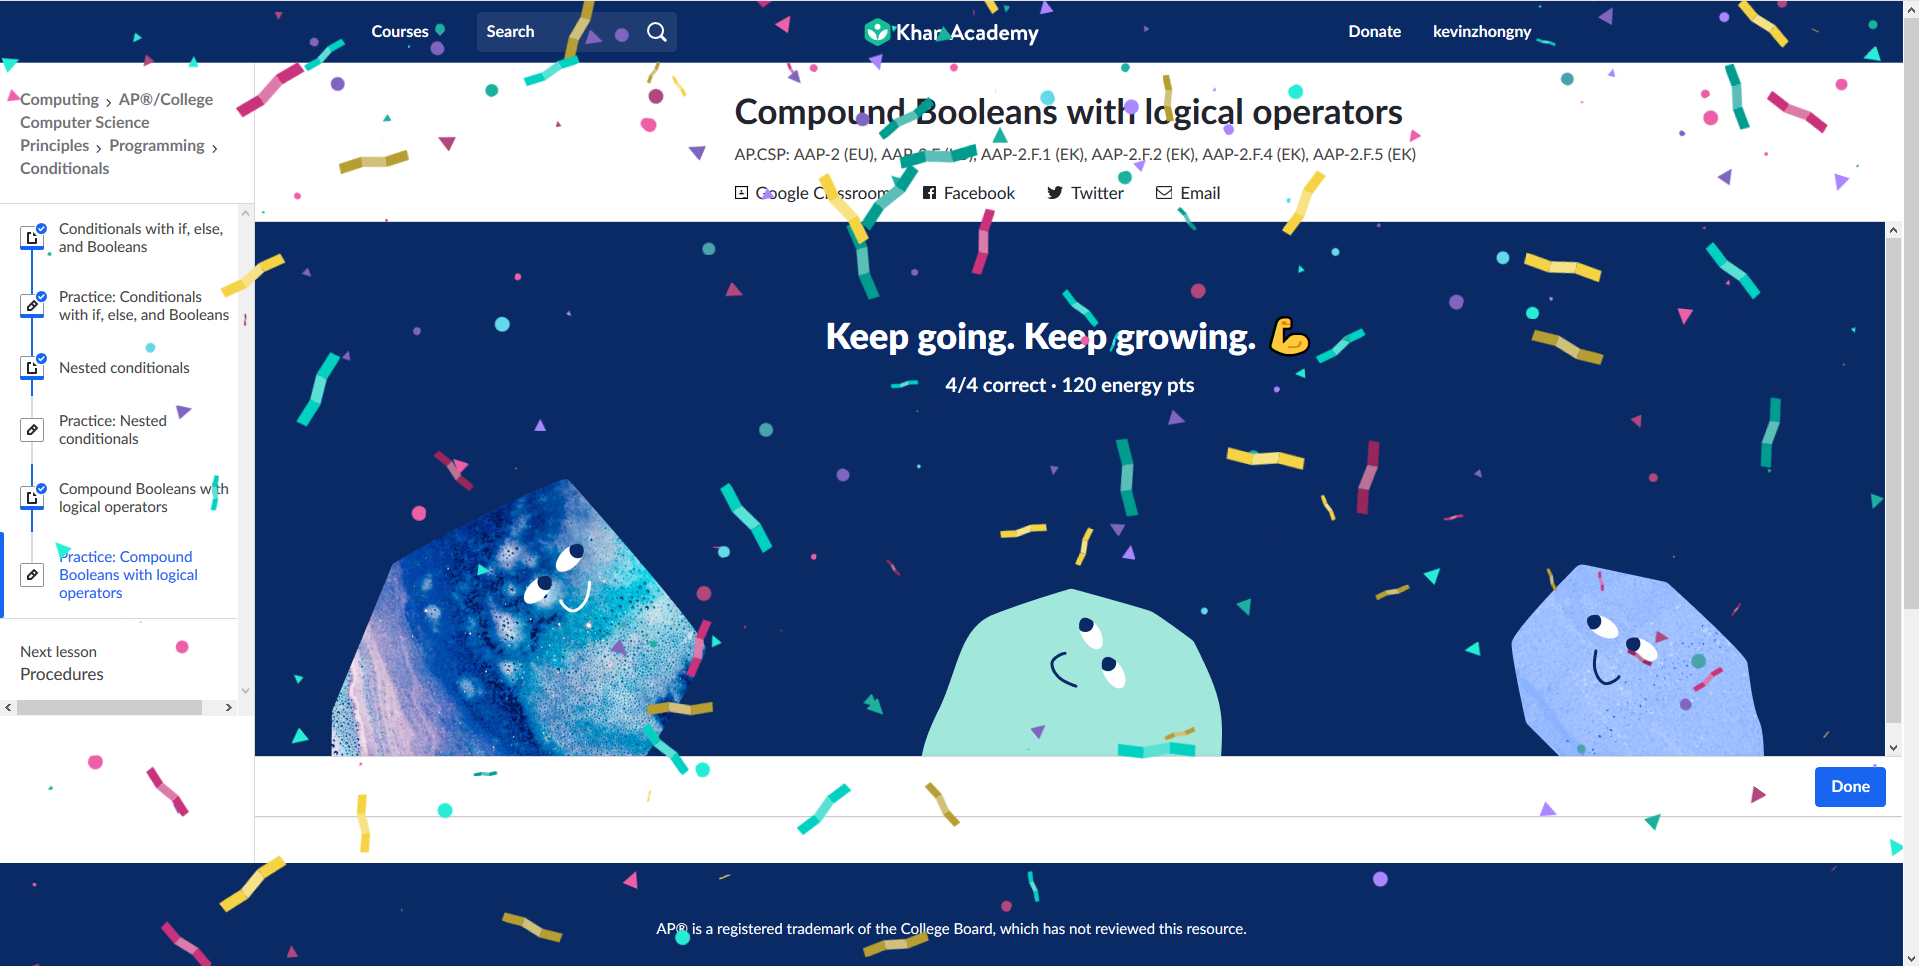 Courses
Search
Khan Academy
Donate
kevinzhongny
Computing › AP®/College
Computer Science
Principles › Programming ›
Conditionals
Conditionals with if, else,
and Booleans
Practice: Conditionals
with if, else, and Booleans
Nested conditionals
Practice: Nested
conditionals
Compound Booleans with
logical operators
Practice: Compound
Booleans with logical
operators
Next lesson
Procedures
Compound Booleans with logical operators
AP.CSP: AAP-2 (EU), AAP-2.F.1 (EK), AAP-2.F.2 (EK), AAP-2.F.4 (EK), AAP-2.F.5 (EK)
Google Classroom
Facebook
Twitter
Email
Keep going. Keep growing. 💪
4/4 correct · 120 energy pts
Done
AP® is a registered trademark of the College Board, which has not reviewed this resource.